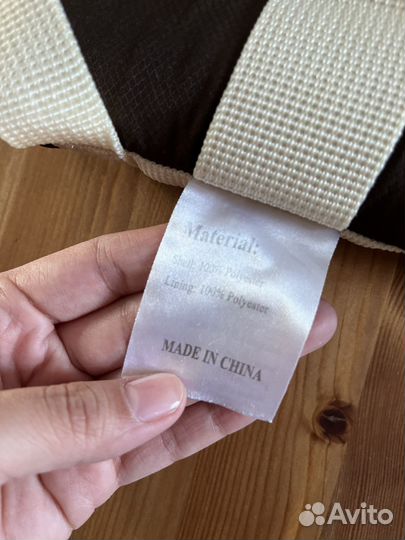 Material:
Shell: 100% Polyester
Lining: 100% Polyester
MADE IN CHINA
Avito